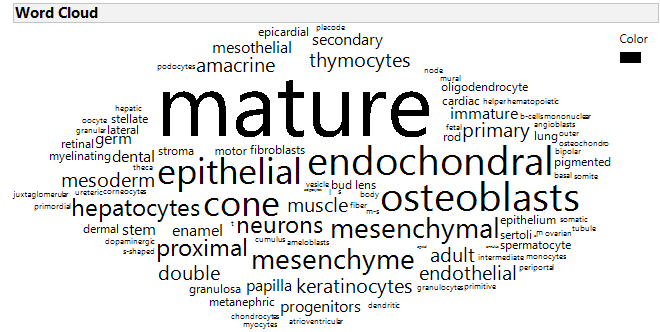 Word Cloud
Color
placode
epicardial
secondary
mesothelial
thymocytes
podocytes
amacrine
node
mural
oligodendrocyte
mature
cardiac
helper
hematopoietic
hepatic
oocyte
stellate
immature
b-cells
mononuclear
granular
lateral
fetal
primary
angioblasts
retinal
germ
rod
lung
outer
osteochondro
myelinating
dental
stroma
motor
fibroblasts
endochondral
bipolar
pigmented
theca
epithelial
mesoderm
vesicle
bud
lens
basal
somite
juxtaglomerular
ureteric
corneocytes
body
osteoblasts
primordial
hepatocytes
cone
muscle
fiber
m-s
dermal
stem
enamel
neurons
mesenchymal
epithelium
somatic
sertoli
ovarian
tubule
dopaminergic
s-shaped
proximal
cumulus
ameloblasts
mesenchyme
adult
spermatocyte
intermediate
monocytes
double
endothelial
periportal
granulosa
papilla
keratinocytes
granulocytes
primitive
metanephric
progenitors
dendritic
chondrocytes
myocytes
atrioventricular